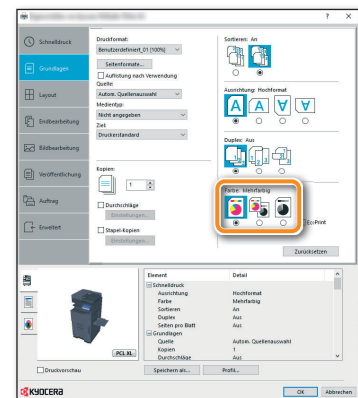 ? X
Schnelldruck
Grundlagen
Layout
Endbearbeitung
Bildbearbeitung
Veröffentlichung
Auftrag
Erweitert
Druckformat:
Benutzerdefiniert_01 (100%)
Seitenformate...
Auflistung nach Verwendung
Quelle
Autom. Quellenauswahl
Medientyp:
Nicht angegeben
Ziel:
Druckerstandard
Kopien:
1
Durchschläge
Einstellungen...
Stapel-Kopien
Einstellungen...
Sortieren: An
Ausrichtung: Hochformat
A A A A
Duplex: Aus
Farbe: Mehrfarbig
EcoPrint
Zurücksetzen
PCL XL
Druckvorschau
Element Detail
Schnelldruck
Ausrichtung Hochformat
Farbe Mehrfarbig
Sortieren An
Duplex Aus
Seiten pro Blatt Aus
Grundlagen
Quelle Autom. Quellenauswahl
Kopien 1
Durchschläge Aus
Speichern als... Profil...
KYOCERA
OK Abbrechen